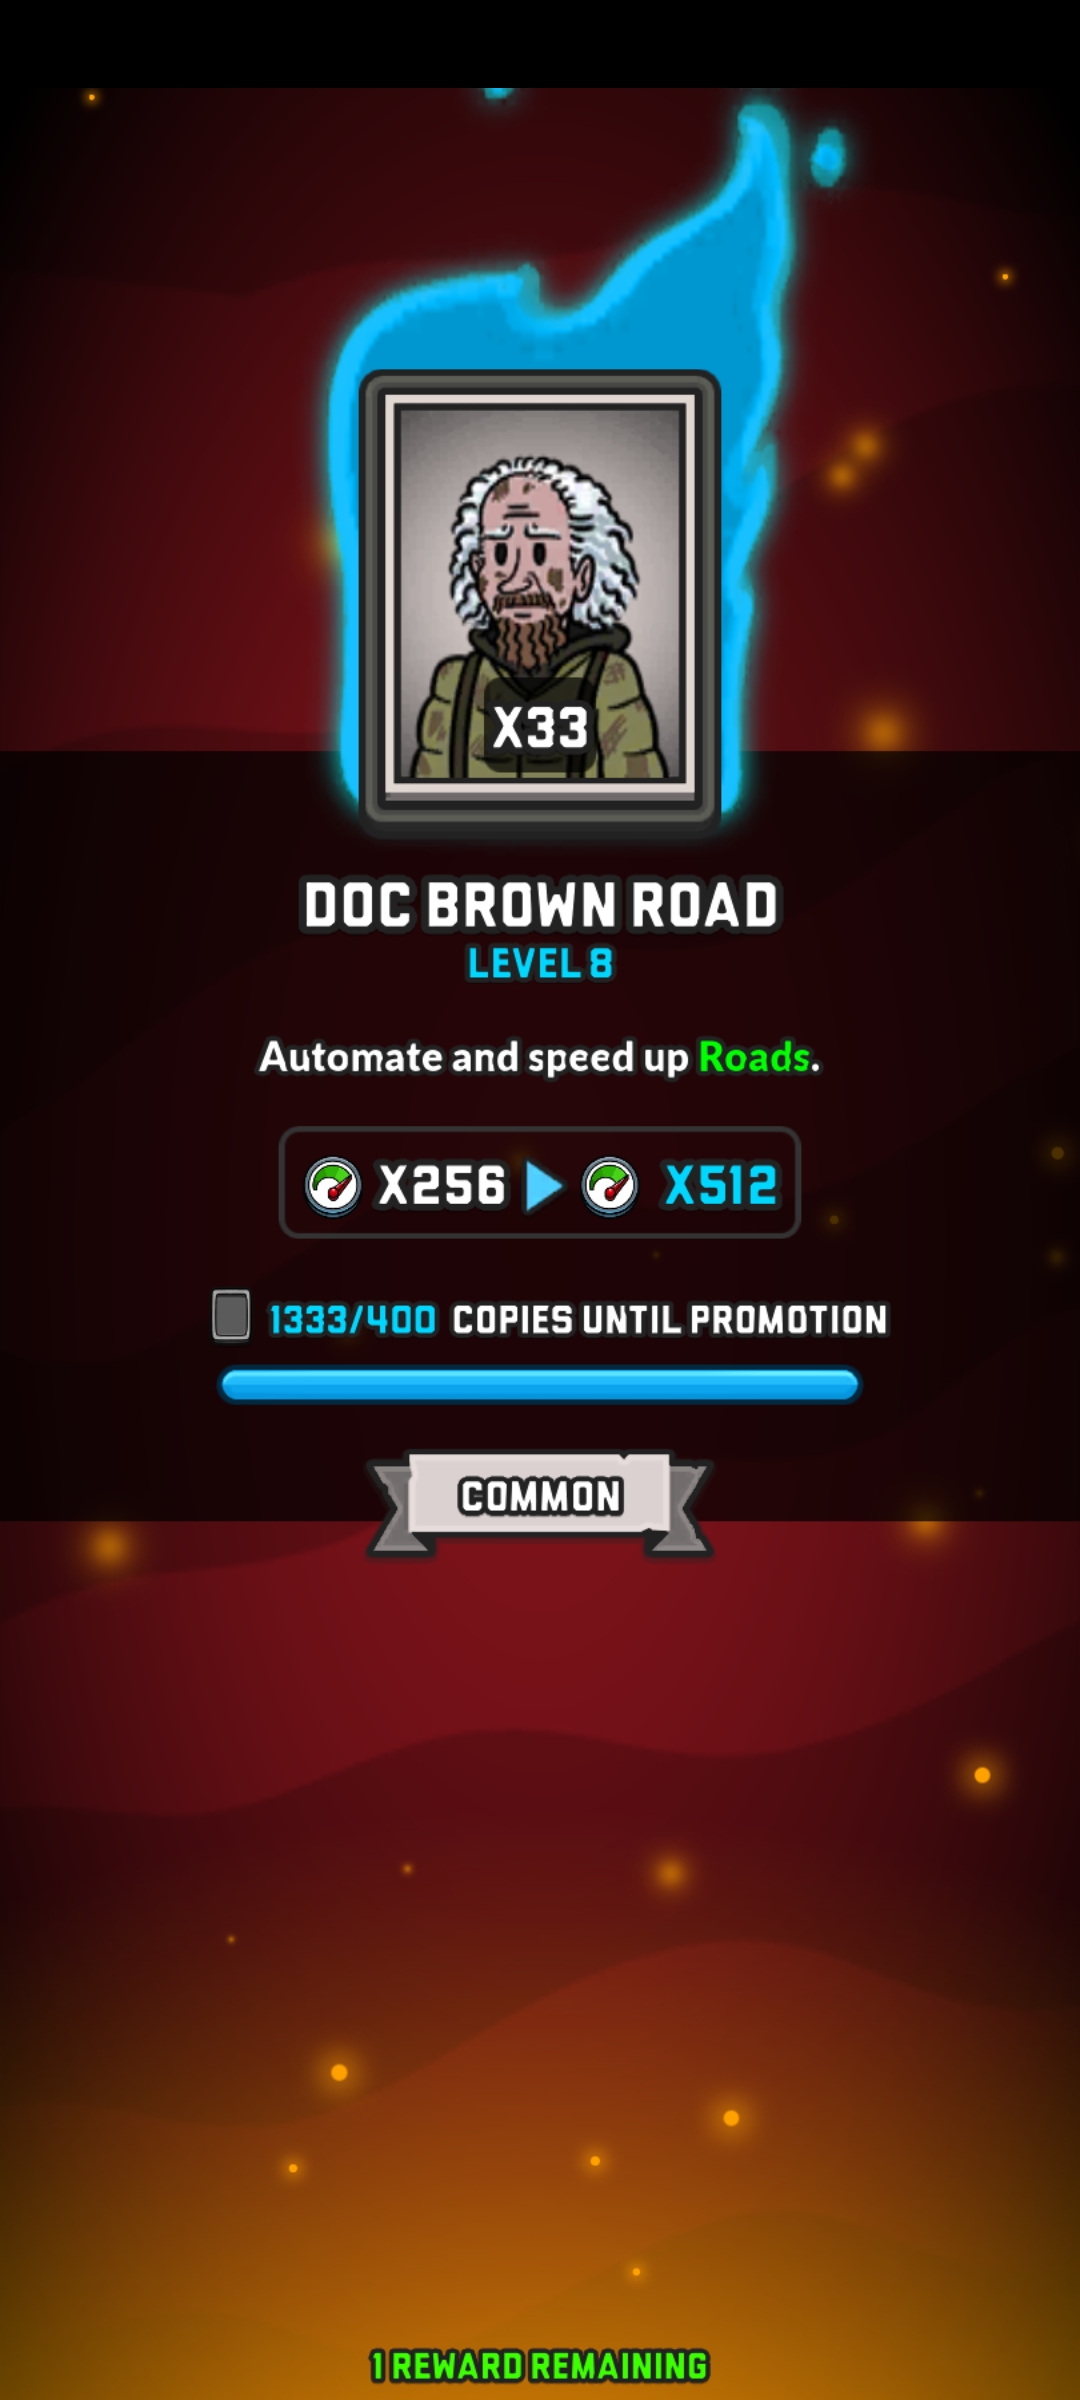 X33
DOC BROWN ROAD
LEVEL 8
Automate and speed up Roads.
X256 X512
1333/400 COPIES UNTIL PROMOTION
COMMON
1 REWARD REMAINING